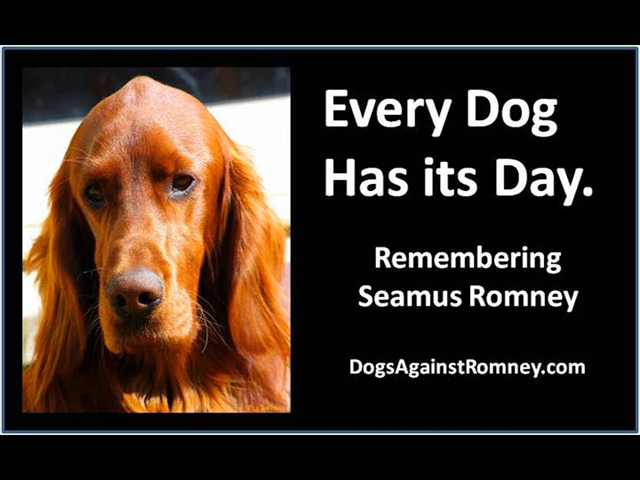 Every Dog
Has its Day.
Remembering
Seamus Romney
DogsAgainstRomney.com